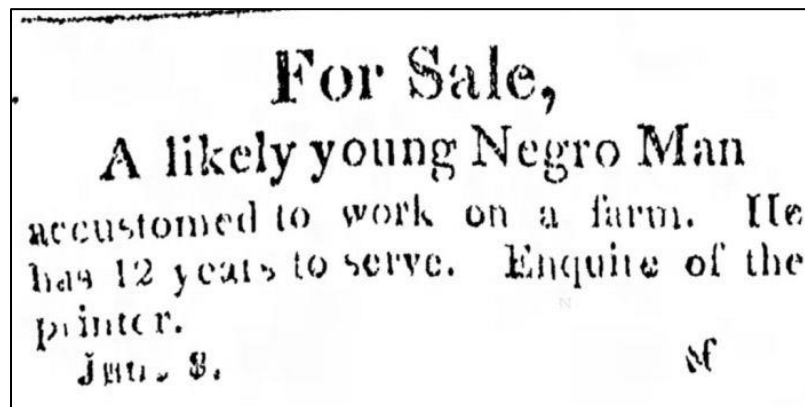 For Sale,
A likely young Negro Man
accustomed to work on a farm. He
has 12 years to serve. Enquire of the
printer.
8. tf